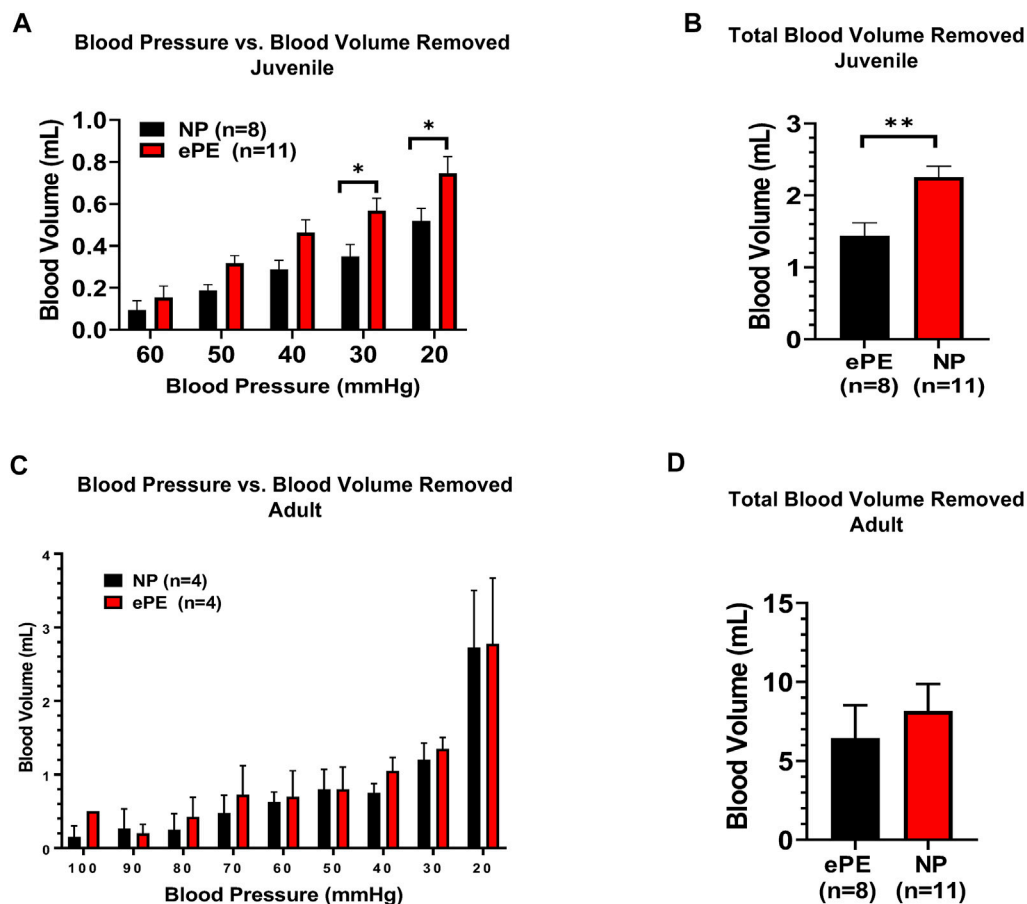 A
Blood Pressure vs. Blood Volume Removed
Juvenile
Blood Volume (mL)
1.0
0.8
0.6
0.4
0.2
0.0
NP (n=8)
ePE (n=11)
*
*
60 50 40 30 20
Blood Pressure (mmHg)
B
Total Blood Volume Removed
Juvenile
Blood Volume (mL)
3
2
1
0
**
ePE NP
(n=8) (n=11)
C
Blood Pressure vs. Blood Volume Removed
Adult
Blood Volume (mL)
4
3
2
1
0
NP (n=4)
ePE (n=4)
100 90 80 70 60 50 40 30 20
Blood Pressure (mmHg)
D
Total Blood Volume Removed
Adult
Blood Volume (mL)
15
10
5
0
ePE NP
(n=8) (n=11)